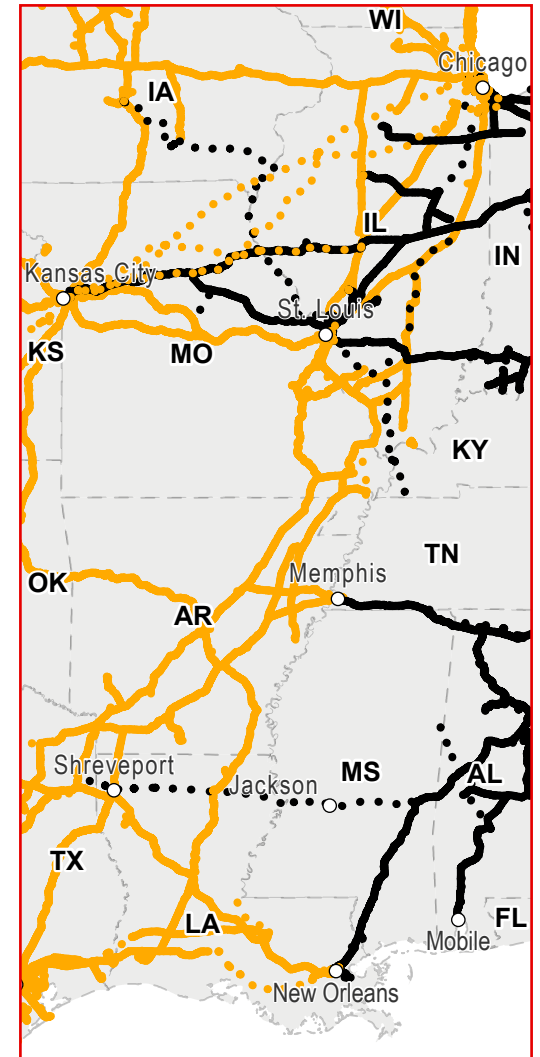 WI
Chicago
IA
IL
IN
Kansas City
St. Louis
KS
MO
KY
TN
OK
Memphis
AR
Shreveport
MS
Jackson
AL
TX
LA
FL
Mobile
New Orleans